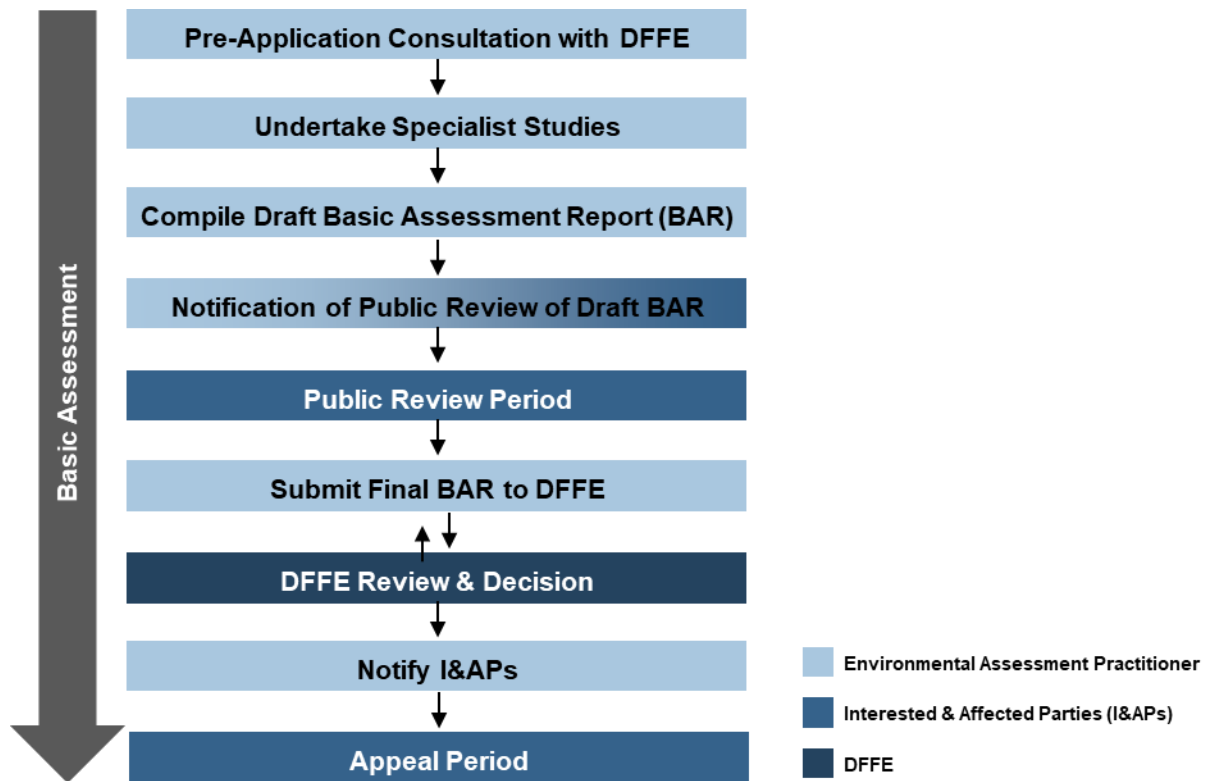 Pre-Application Consultation with DFFE
Undertake Specialist Studies
Compile Draft Basic Assessment Report (BAR)
Notification of Public Review of Draft BAR
Basic Assessment
Public Review Period
Submit Final BAR to DFFE
DFFE Review & Decision
Notify I&APs
Appeal Period
Environmental Assessment Practitioner
Interested & Affected Parties (I&APs)
DFFE